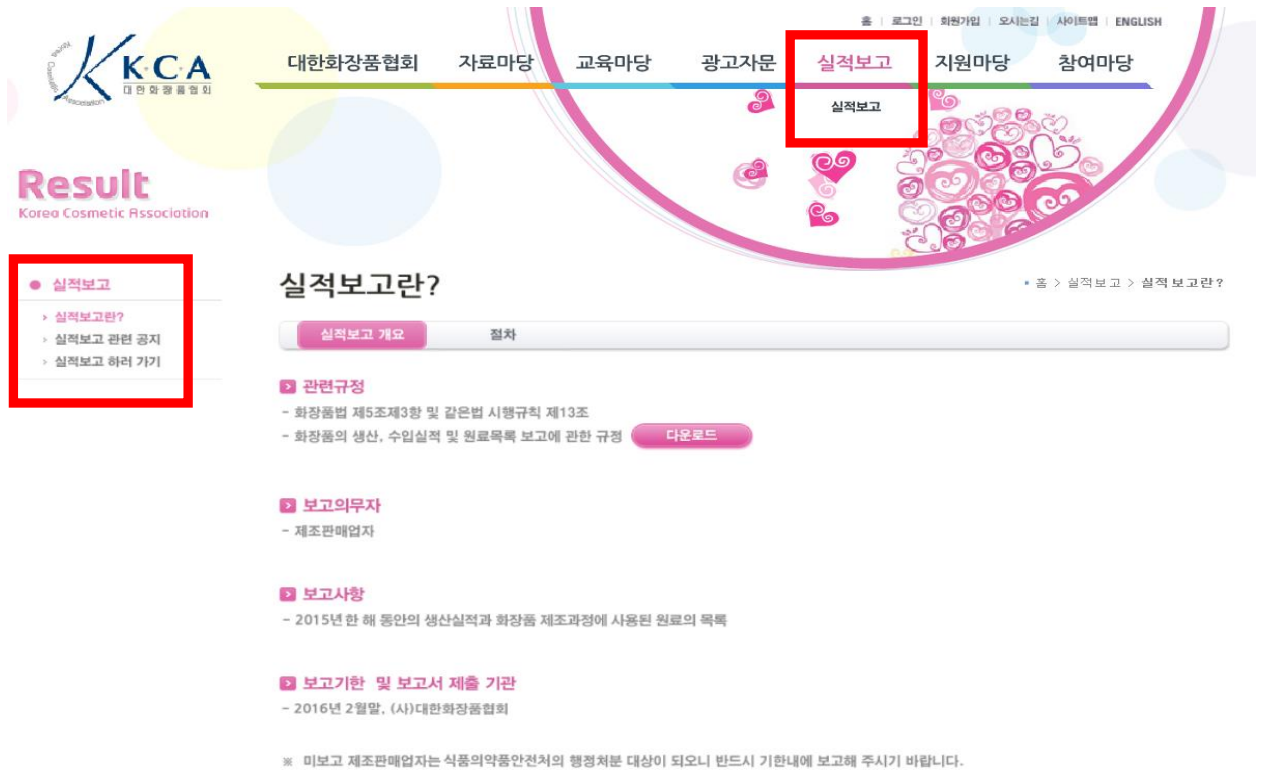 홈 | 로그인 | 회원가입 | 오시는길 | 사이트맵 | ENGLISH
Korea Cosmetic Association
K·C·A
대한화장품협회
대한화장품협회 자료마당 교육마당 광고자문 실적보고 지원마당 참여마당
실적보고
Result
Korea Cosmetic Association
실적보고
실적보고란?
실적보고 관련 공지
실적보고 하러 가기
실적보고란?
홈 > 실적보고 > 실적보고란?
실적보고 개요 절차
관련규정
- 화장품법 제5조제3항 및 같은법 시행규칙 제13조
- 화장품의 생산, 수입실적 및 원료목록 보고에 관한 규정 다운로드
보고의무자
- 제조판매업자
보고사항
- 2015년 한 해 동안의 생산실적과 화장품 제조과정에 사용된 원료의 목록
보고기한 및 보고서 제출 기관
- 2016년 2월말, (사)대한화장품협회
※ 미보고 제조판매업자는 식품의약품안전처의 행정처분 대상이 되오니 반드시 기한내에 보고해 주시기 바랍니다.